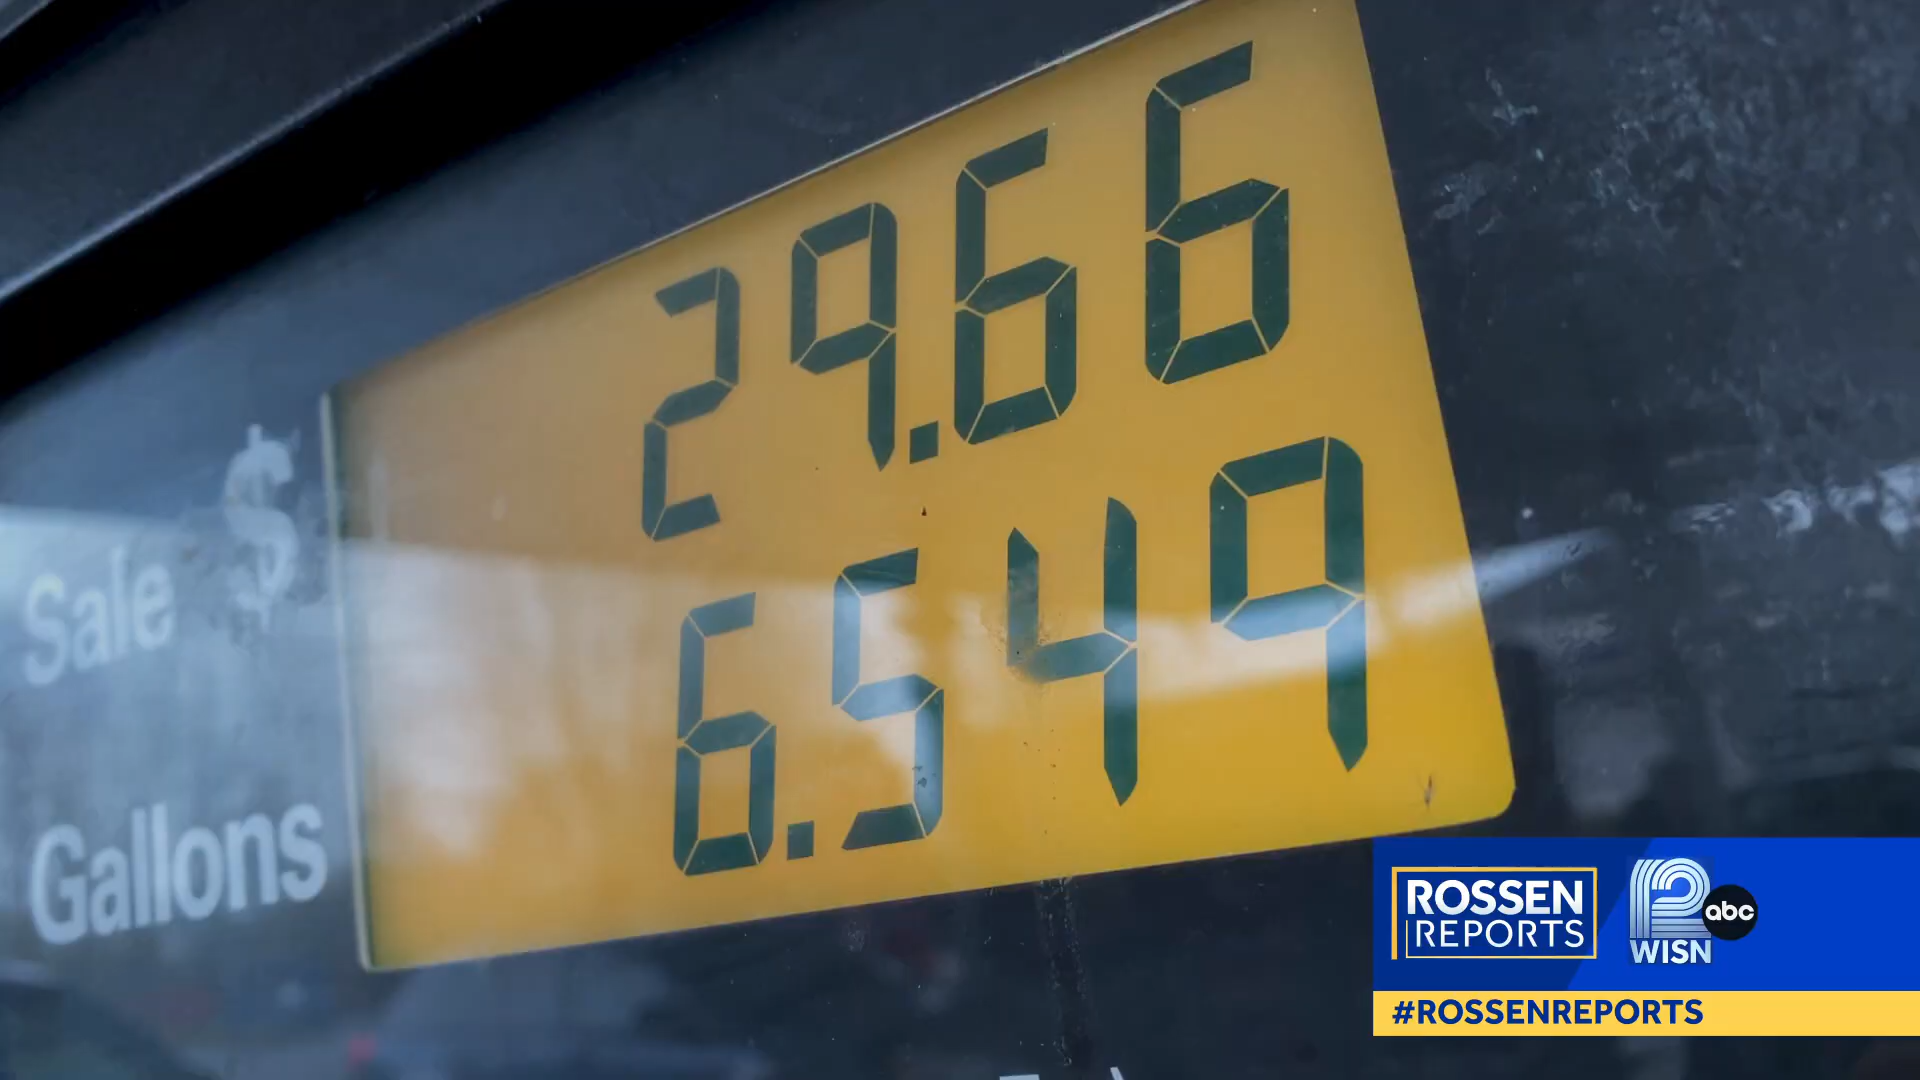 Sale $ 29.66
Gallons 6.549
ROSSEN
REPORTS
12
abc
WISN
#ROSSENREPORTS